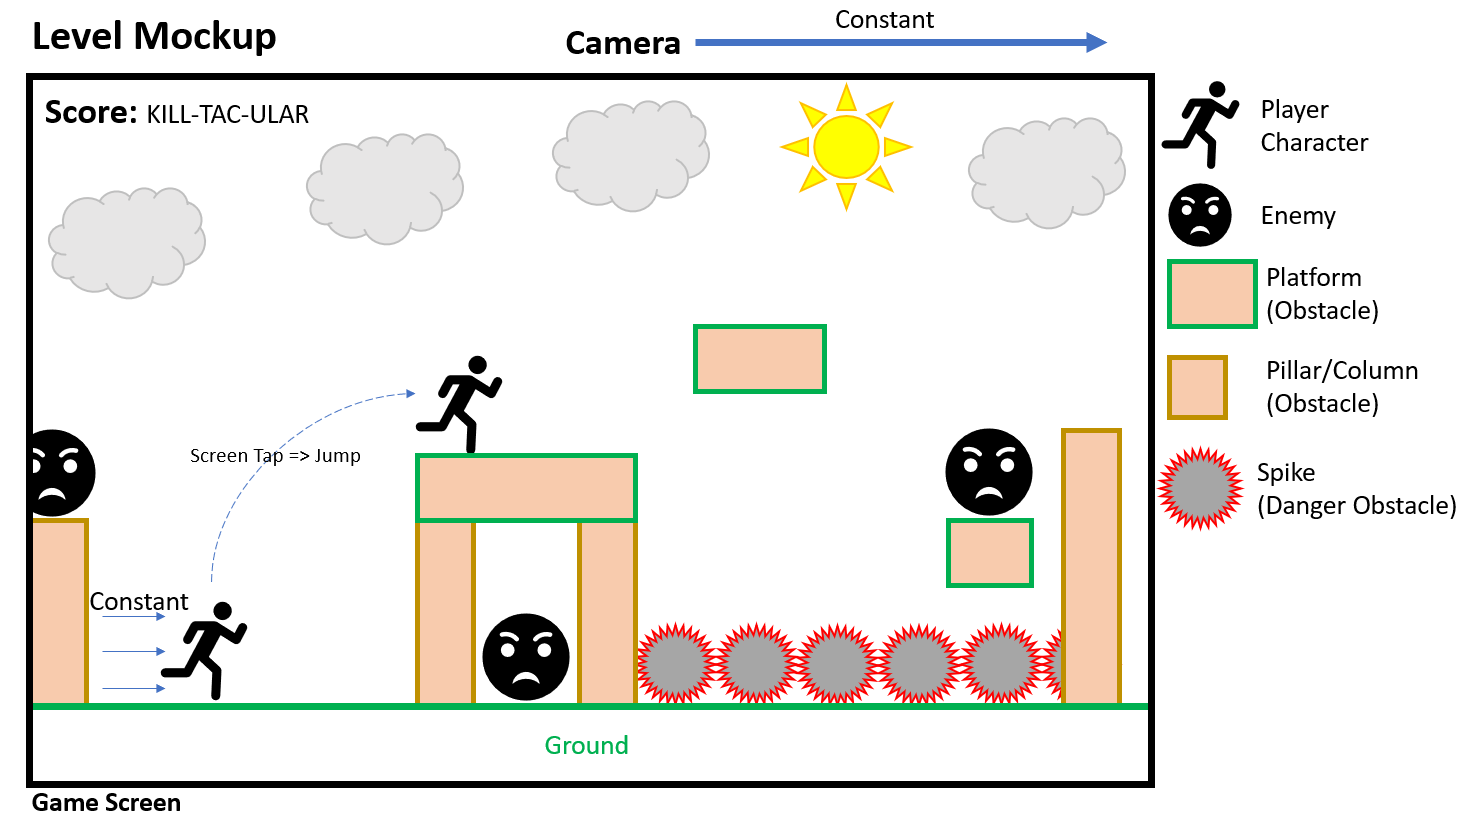 Level Mockup
Camera
Constant
Score: KILL-TAC-ULAR
Player
Character
Enemy
Platform
(Obstacle)
Pillar/Column
(Obstacle)
Spike
(Danger Obstacle)
Screen Tap => Jump
Constant
Ground
Game Screen